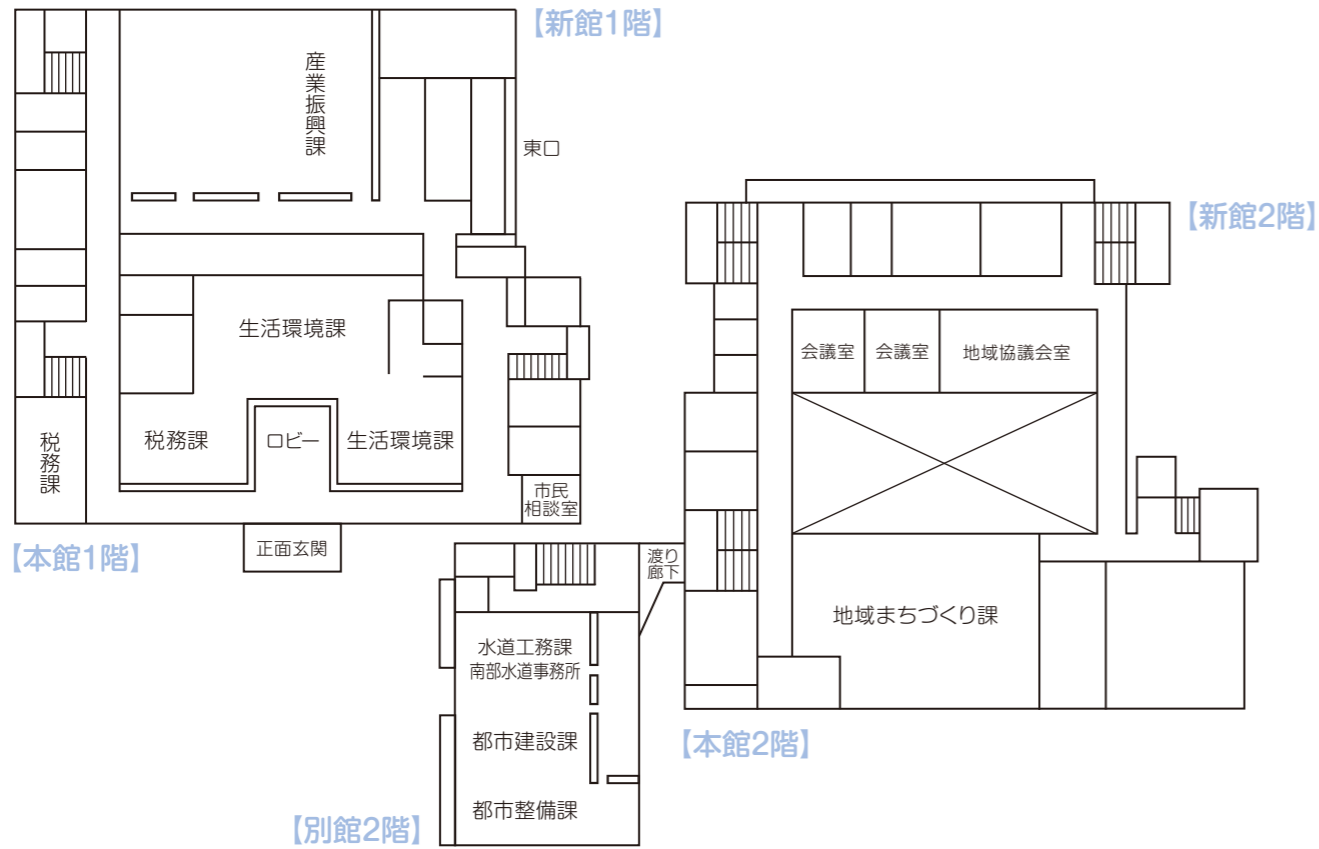 【新館1階】
産業振興課
東口
生活環境課
税務課
ロビー
生活環境課
税務課
市民
相談室
正面玄関
【本館1階】
【新館2階】
会議室
会議室
地域協議会室
地域まちづくり課
【本館2階】
渡り
廊下
水道工務課
南部水道事務所
都市建設課
都市整備課
【別館2階】